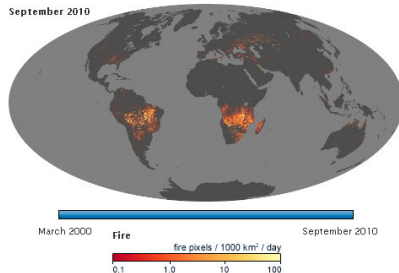 September 2010
March 2000
September 2010
Fire
fire pixels / 1000 km² / day
0.1 1.0 10 100